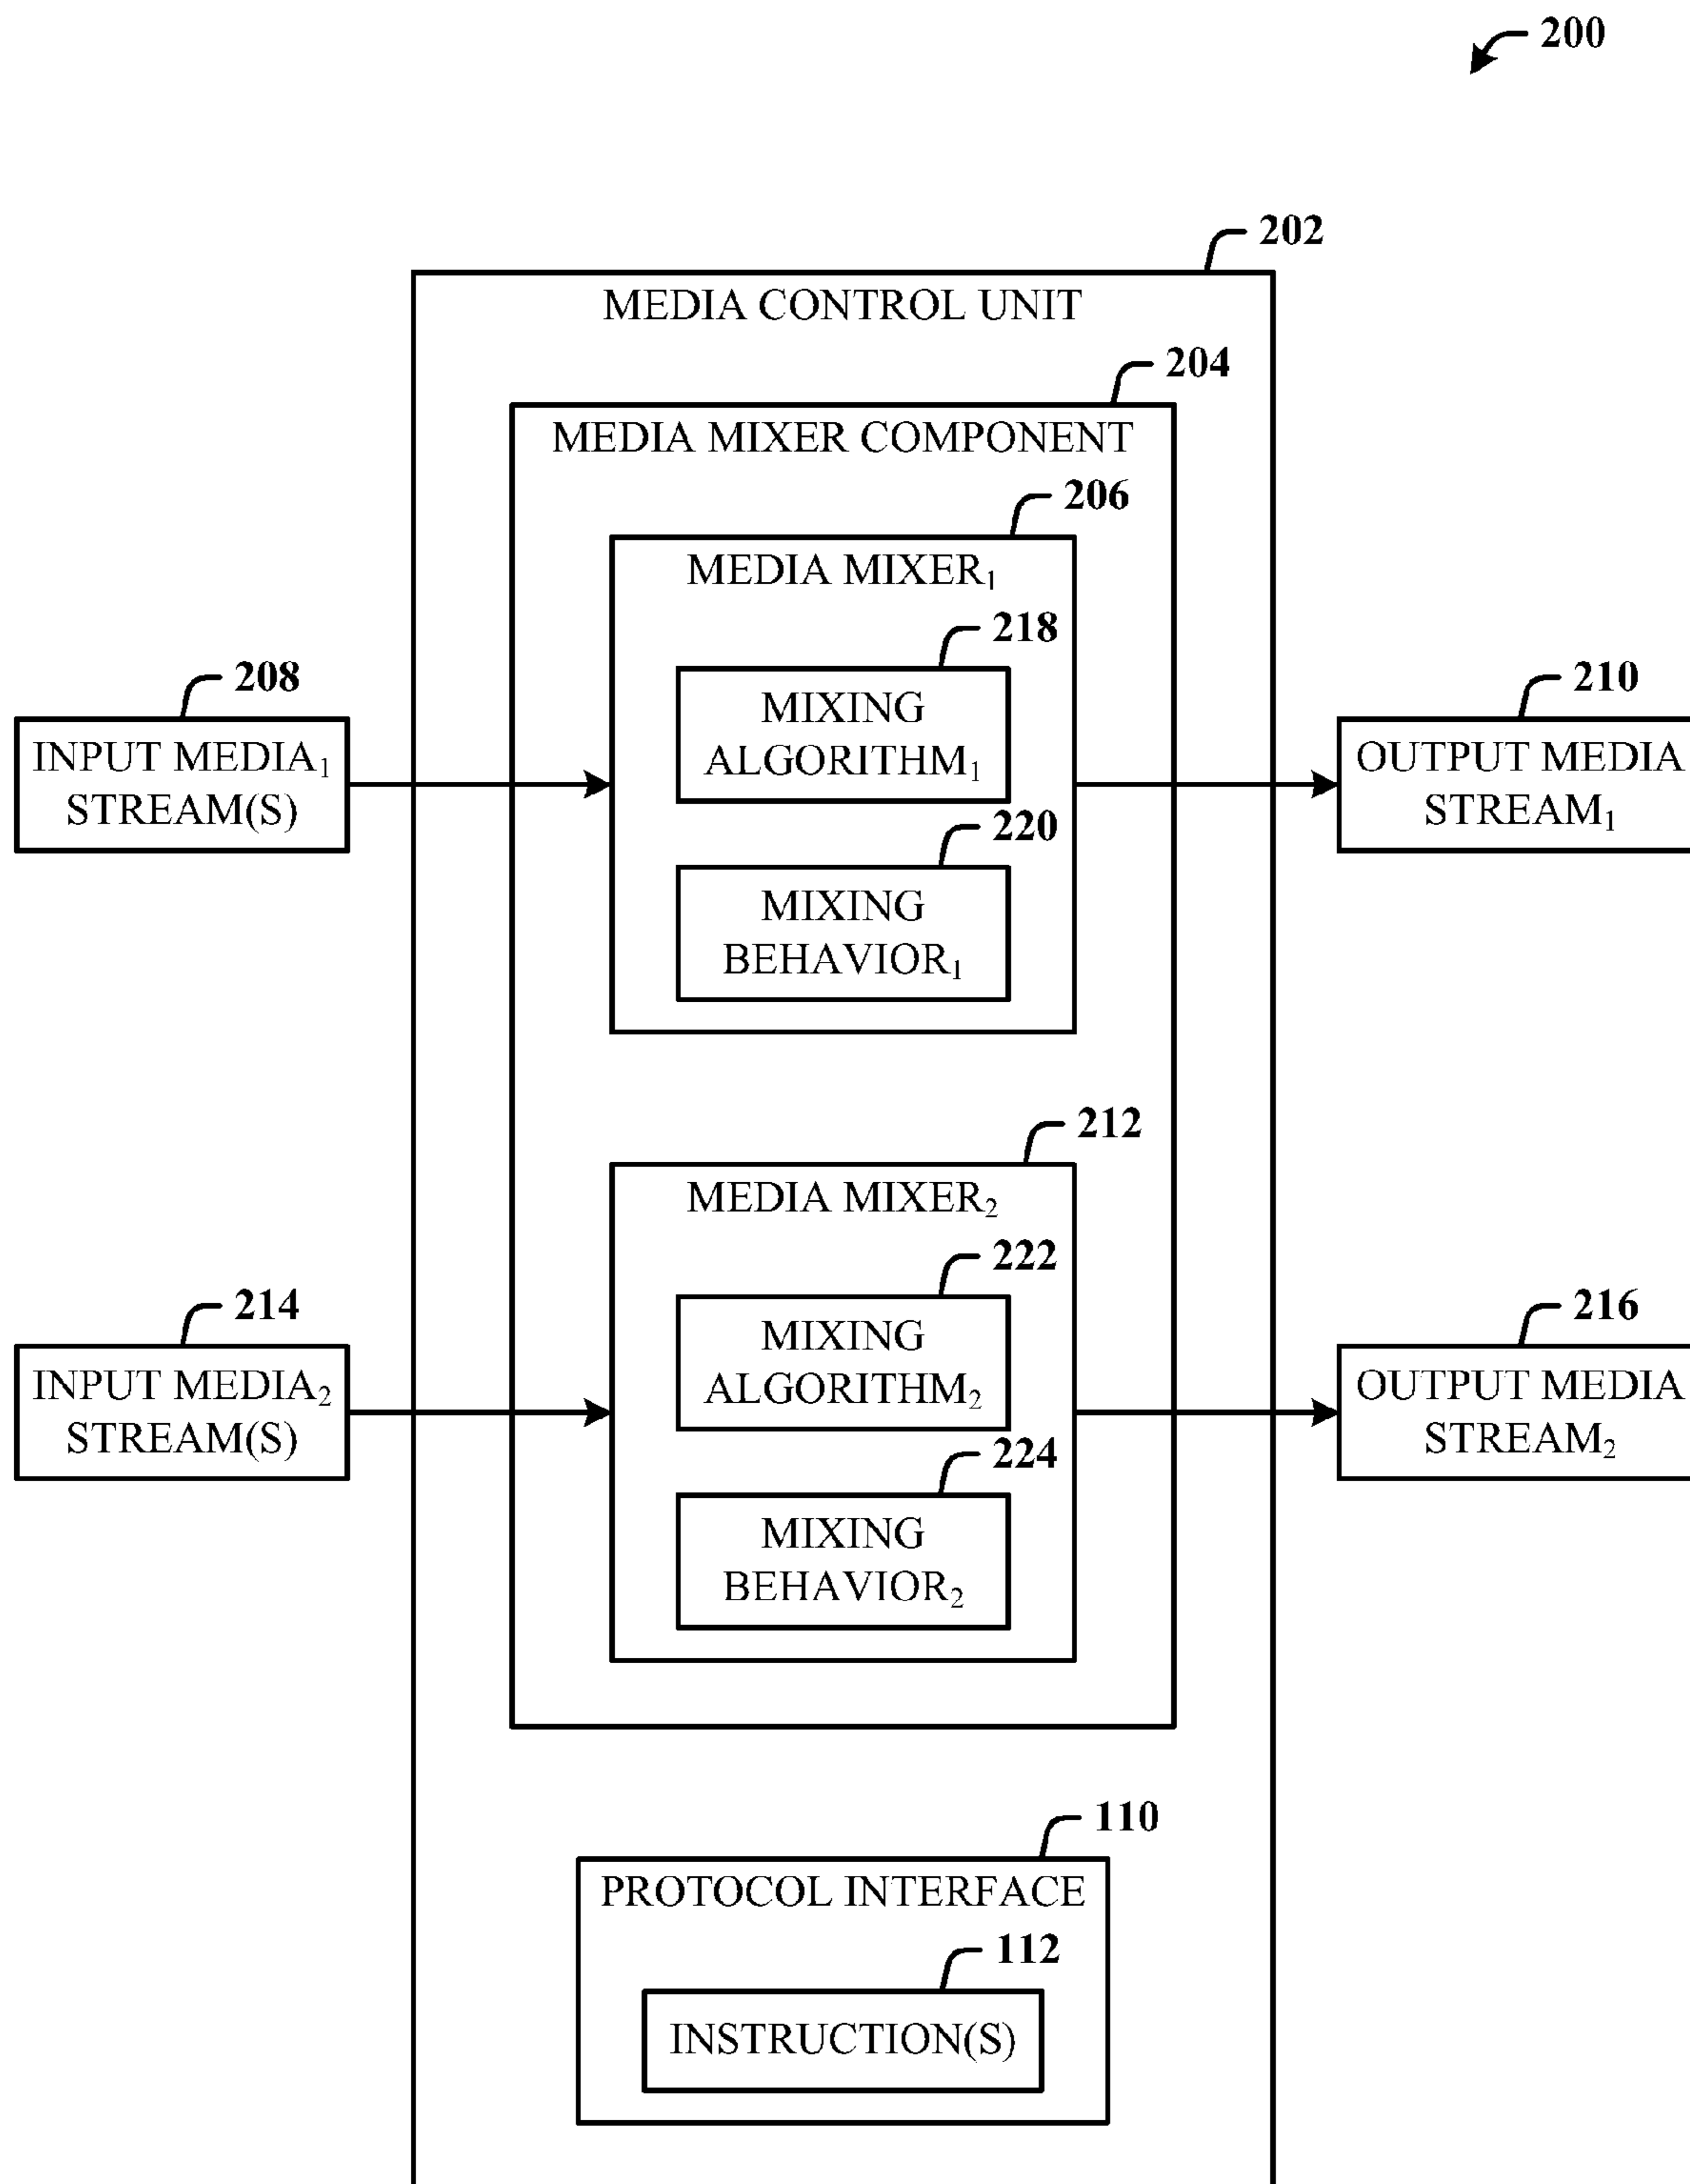 200
202
MEDIA CONTROL UNIT
204
MEDIA MIXER COMPONENT
206
MEDIA MIXER₁
218
MIXING
ALGORITHM₁
220
MIXING
BEHAVIOR₁
208
INPUT MEDIA₁
STREAM(S)
210
OUTPUT MEDIA
STREAM₁
212
MEDIA MIXER₂
222
MIXING
ALGORITHM₂
224
MIXING
BEHAVIOR₂
214
INPUT MEDIA₂
STREAM(S)
216
OUTPUT MEDIA
STREAM₂
110
PROTOCOL INTERFACE
112
INSTRUCTION(S)